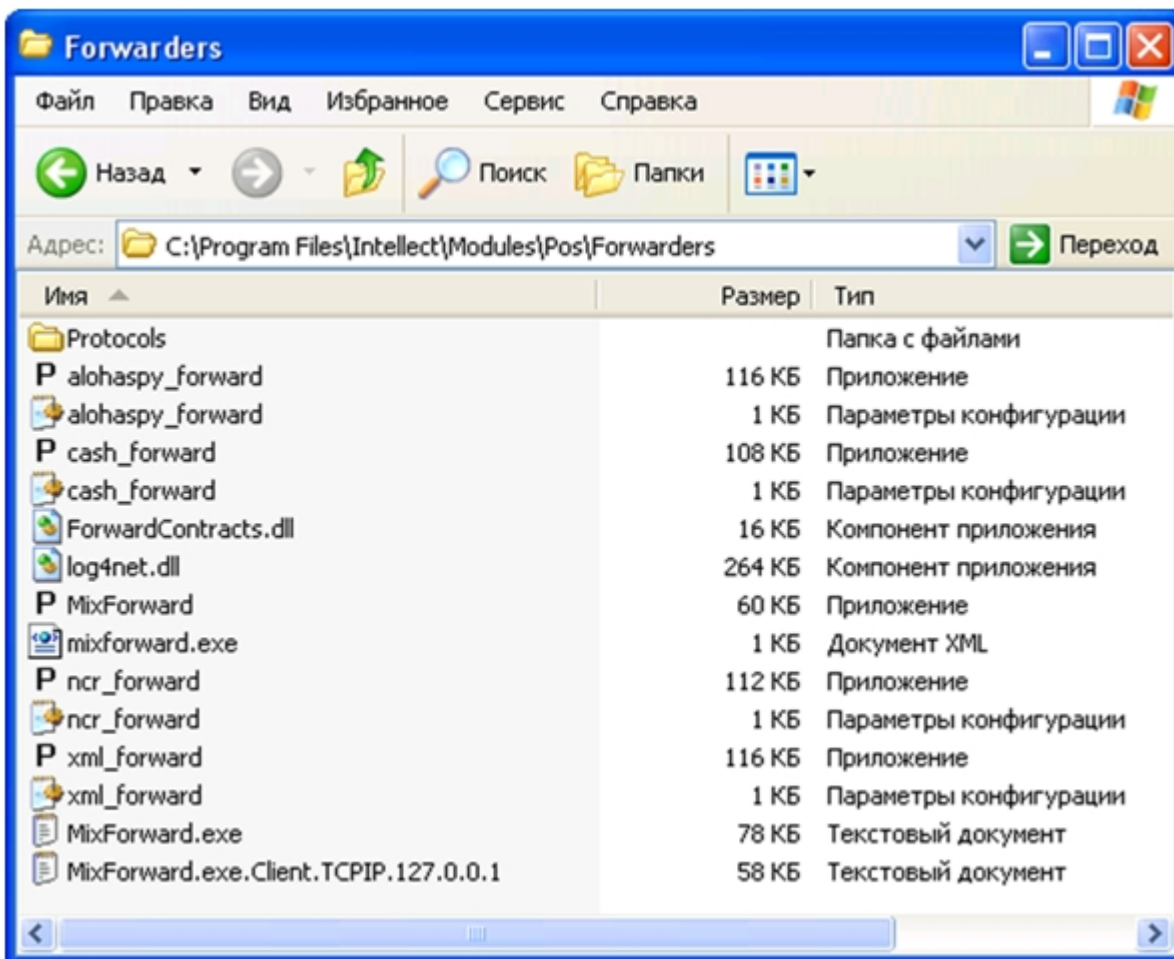 Forwarders
Файл Правка Вид Избранное Сервис Справка
Назад Поиск Папки
Адрес: C:\Program Files\Intellect\Modules\Pos\Forwarders Переход
Имя Размер Тип
Protocols Папка с файлами
P alohaspy_forward 116 КБ Приложение
alohaspy_forward 1 КБ Параметры конфигурации
P cash_forward 108 КБ Приложение
cash_forward 1 КБ Параметры конфигурации
ForwardContracts.dll 16 КБ Компонент приложения
log4net.dll 264 КБ Компонент приложения
P MixForward 60 КБ Приложение
mixforward.exe 1 КБ Документ XML
P ncr_forward 112 КБ Приложение
ncr_forward 1 КБ Параметры конфигурации
P xml_forward 116 КБ Приложение
xml_forward 1 КБ Параметры конфигурации
MixForward.exe 78 КБ Текстовый документ
MixForward.exe.Client.TCPIP.127.0.0.1 58 КБ Текстовый документ